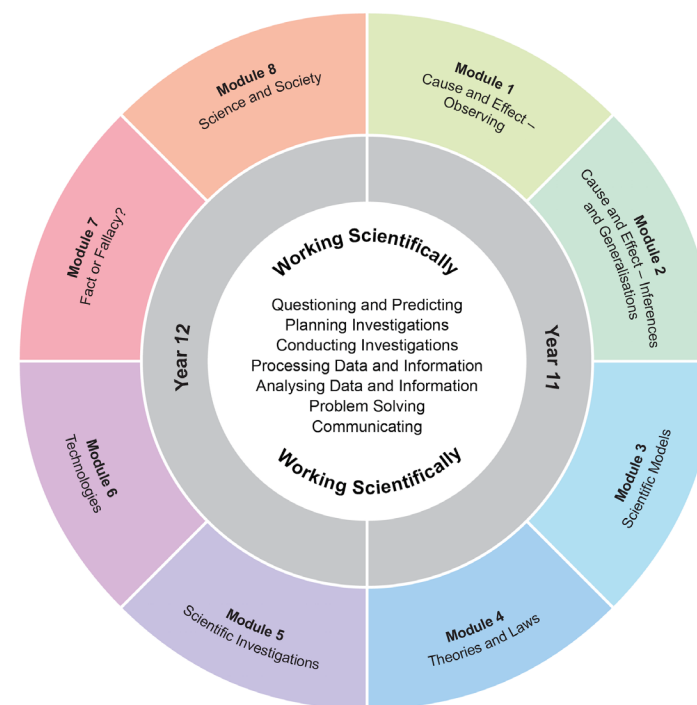 Module 8
Science and Society
Module 1
Cause and Effect –
Observing
Module 2
Cause and Effect – Inferences
and Generalisations
Module 3
Scientific Models
Module 4
Theories and Laws
Module 5
Scientific Investigations
Module 6
Technologies
Module 7
Fact or Fallacy?
Year 12
Year 11
Working Scientifically
Questioning and Predicting
Planning Investigations
Conducting Investigations
Processing Data and Information
Analysing Data and Information
Problem Solving
Communicating
Working Scientifically